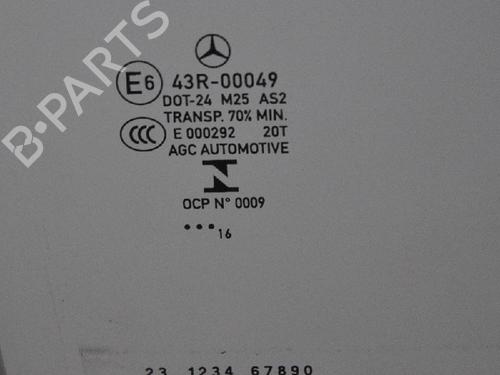 E6 43R-00049
DOT-24 M25 AS2
TRANSP. 70% MIN.
CCC E 000292 20T
AGC AUTOMOTIVE
N
OCP N° 0009
•••16
23 1234 67890
B-PARTS